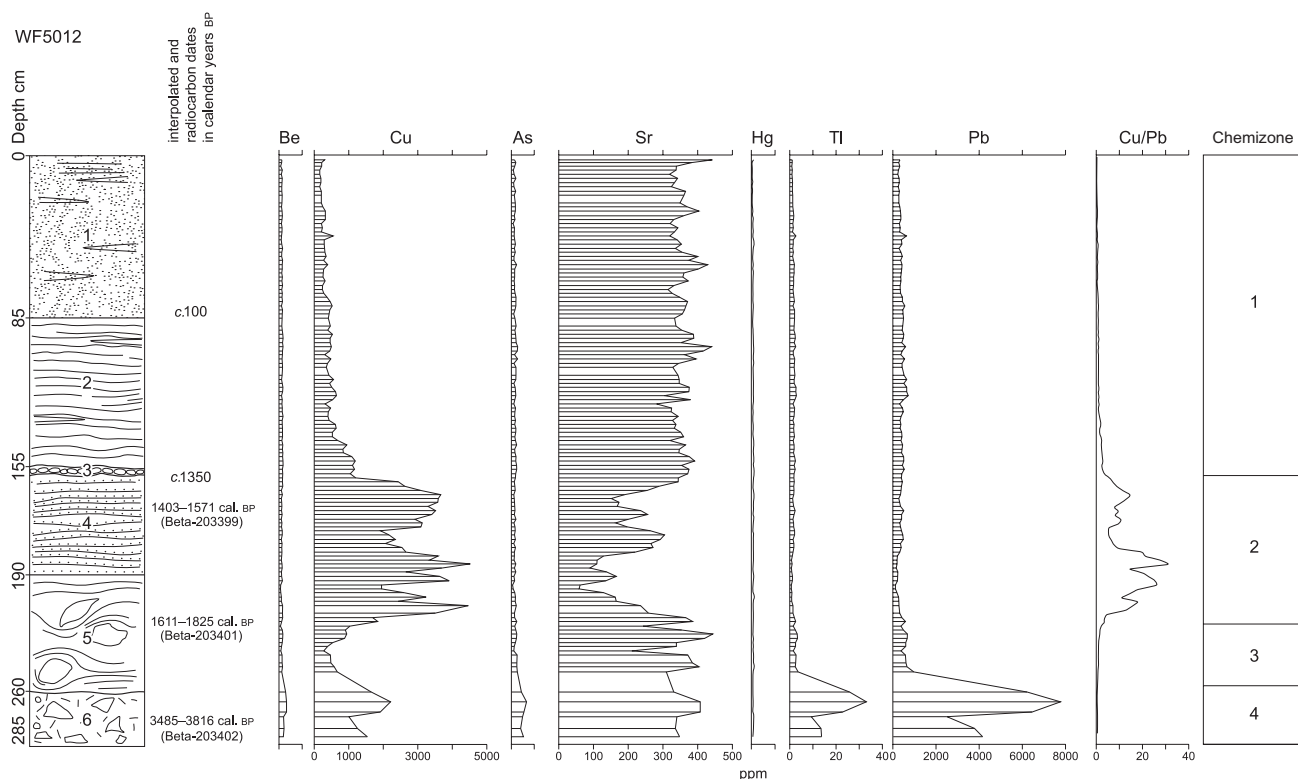 WF5012
Depth cm
interpolated and
radiocarbon dates
in calendar years BP
Be
Cu
As
Sr
Hg
Tl
Pb
Cu/Pb
Chemizone
0
85
155
190
260
285
1
2
3
4
5
6
c.100
c.1350
1403–1571 cal. BP
(Beta-203399)
1611–1825 cal. BP
(Beta-203401)
3485–3816 cal. BP
(Beta-203402)
1
2
3
4
0 1000 2000 3000 4000 5000
0 100 200 300 400 500
0 20 40
0 2000 4000 6000 8000
0 20 40
ppm